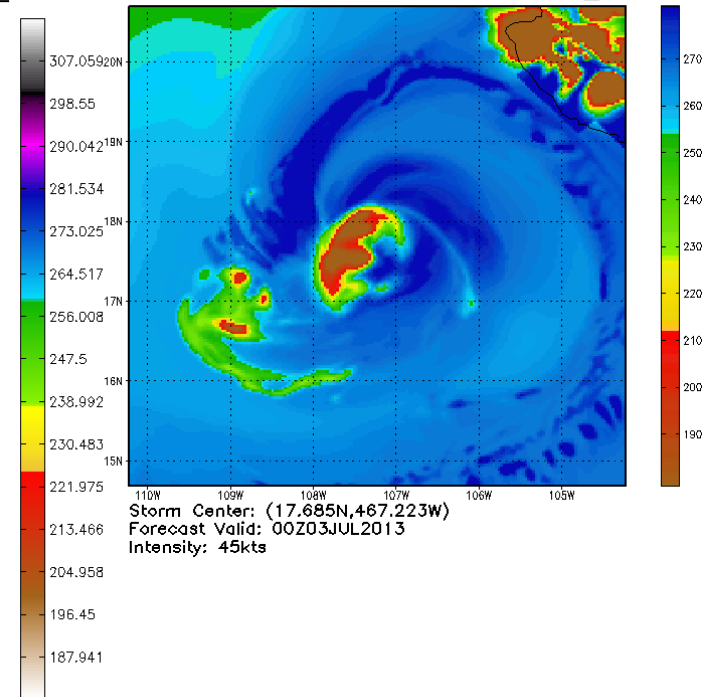 307.059
298.55
290.042
281.534
273.025
264.517
256.008
247.5
238.992
230.483
221.975
213.466
204.958
196.45
187.941
20N
19N
18N
17N
16N
15N
110W 109W 108W 107W 106W 105W
270
260
250
240
230
220
210
200
190
Storm Center: (17.685N,467.223W)
Forecast Valid: 00Z03JUL2013
Intensity: 45kts